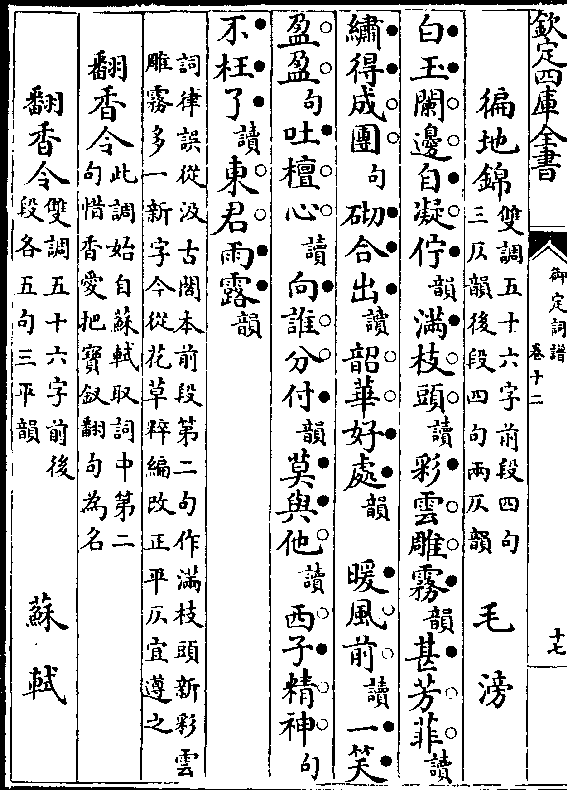 欽定四庫全書
御定詞譜
卷十二
十七
徧地錦 雙調五十六字前段四句
三仄韻後段四句兩仄韻 毛滂
白玉闌邊自凝佇韻滿枝頭讀彩雲雕霧韻甚芳菲讀
繡得成團句砌合出讀韶華好處韻 暖風前讀一笑
盈盈句吐檀心讀向誰分付韻莫與他讀西子精神句
不枉了讀東君雨露韻
詞律誤從汲古閣本前段第二句作滿枝頭新彩雲
雕霧多一新字今從花草粹編改正平仄宜遵之
翻香令 此調始自蘇軾取詞中第二
句惜香愛把寶釵翻句為名
翻香令 雙調五十六字前後
段各五句三平韻 蘇軾